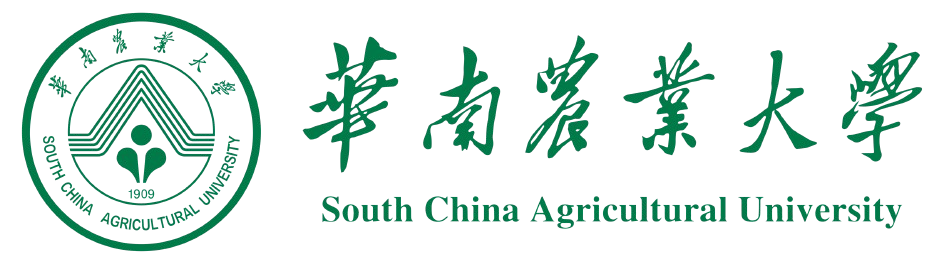 華南農業大學
SOUTH CHINA AGRICULTURAL UNIVERSITY
1909
華南農業大學
South China Agricultural University